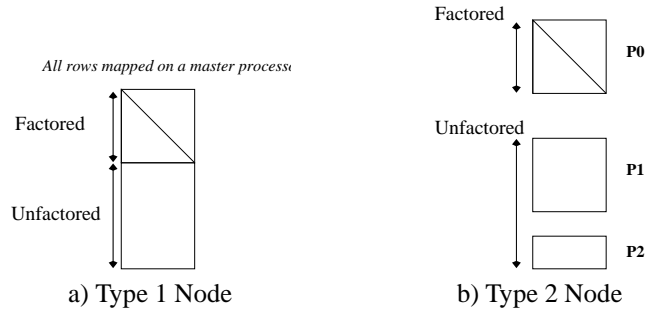 All rows mapped on a master processo
Factored
Unfactored
a) Type 1 Node
Factored
P0
Unfactored
P1
P2
b) Type 2 Node